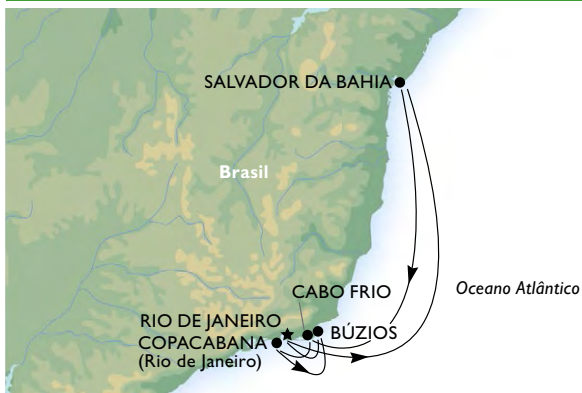 SALVADOR DA BAHIA
Brasil
CABO FRIO
Oceano Atlântico
RIO DE JANEIRO
BÚZIOS
COPACABANA
(Rio de Janeiro)